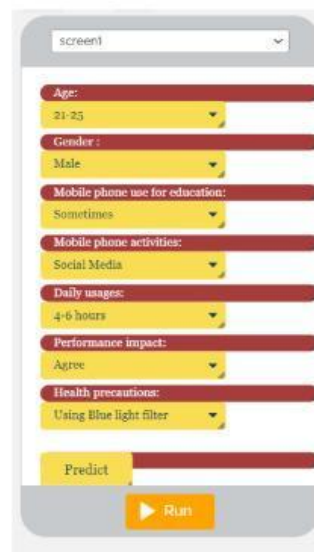 screen1
Age:
21-25
Gender :
Male
Mobile phone use for education:
Sometimes
Mobile phone activities:
Social Media
Daily usages:
4-6 hours
Performance impact:
Agree
Health precautions:
Using Blue light filter
Predict
Run